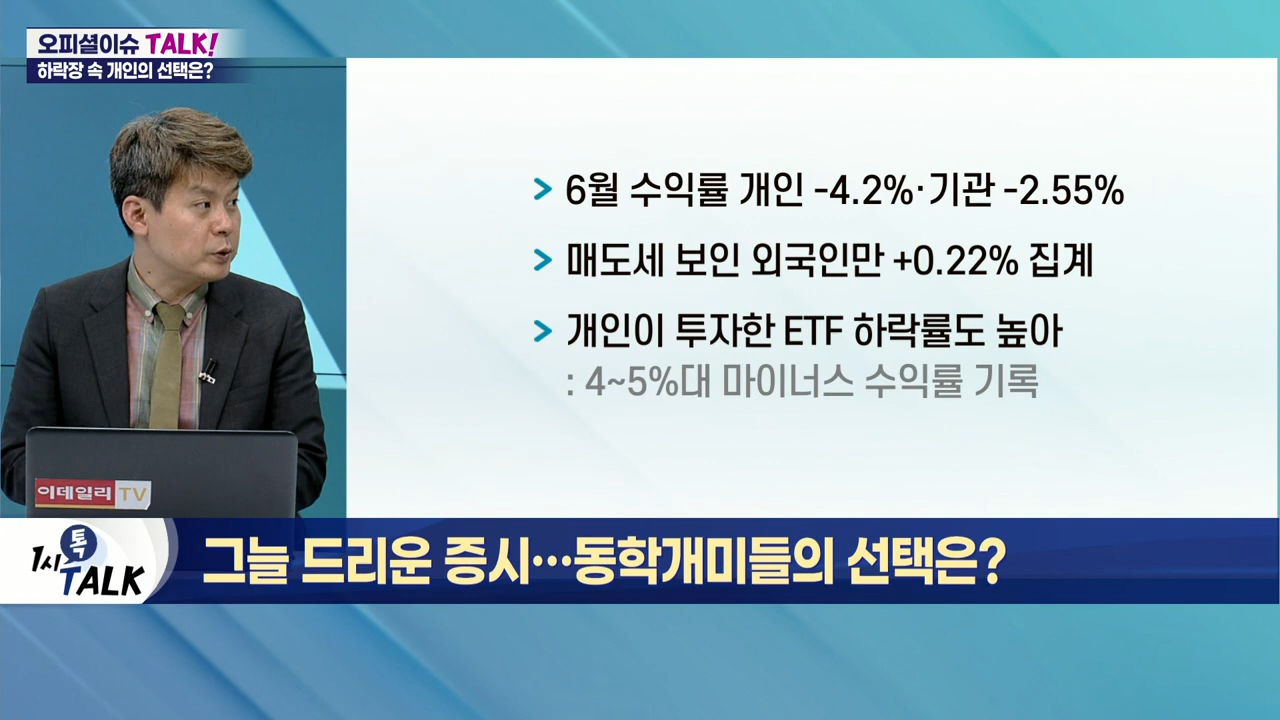 오피셜이슈 TALK!
하락장 속 개인의 선택은?
> 6월 수익률 개인 -4.2%·기관 -2.55%
> 매도세 보인 외국인만 +0.22% 집계
> 개인이 투자한 ETF 하락률도 높아
: 4~5%대 마이너스 수익률 기록
이데일리 TV
1시 톡 TALK
그늘 드리운 증시…동학개미들의 선택은?